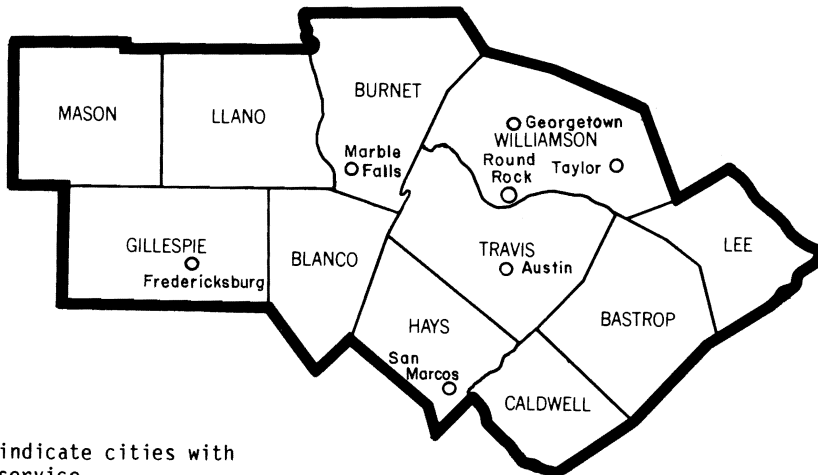 BURNET
MASON
LLANO
Georgetown
WILLIAMSON
Marble
Falls
Round
Rock
Taylor
GILLESPIE
Fredericksburg
BLANCO
TRAVIS
Austin
LEE
HAYS
BASTROP
San
Marcos
CALDWELL
indicate cities with
service